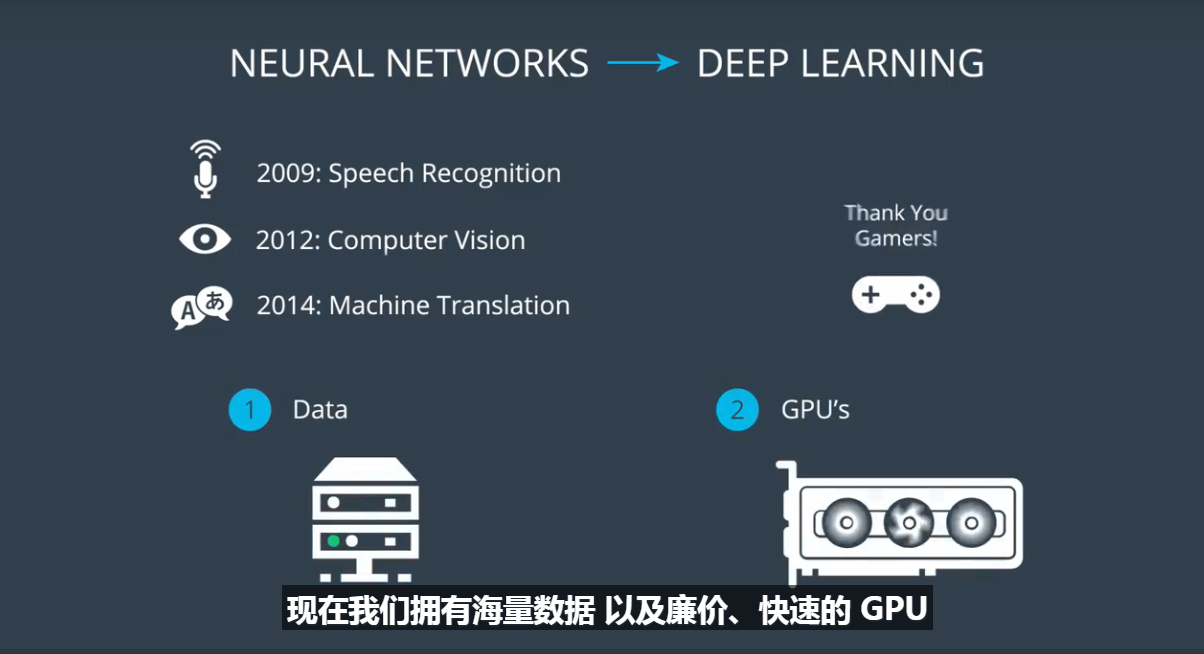 NEURAL NETWORKS → DEEP LEARNING
2009: Speech Recognition
2012: Computer Vision
A あ
2014: Machine Translation
Thank You
Gamers!
1 Data
2 GPU's
现在我们拥有海量数据 以及廉价、快速的 GPU